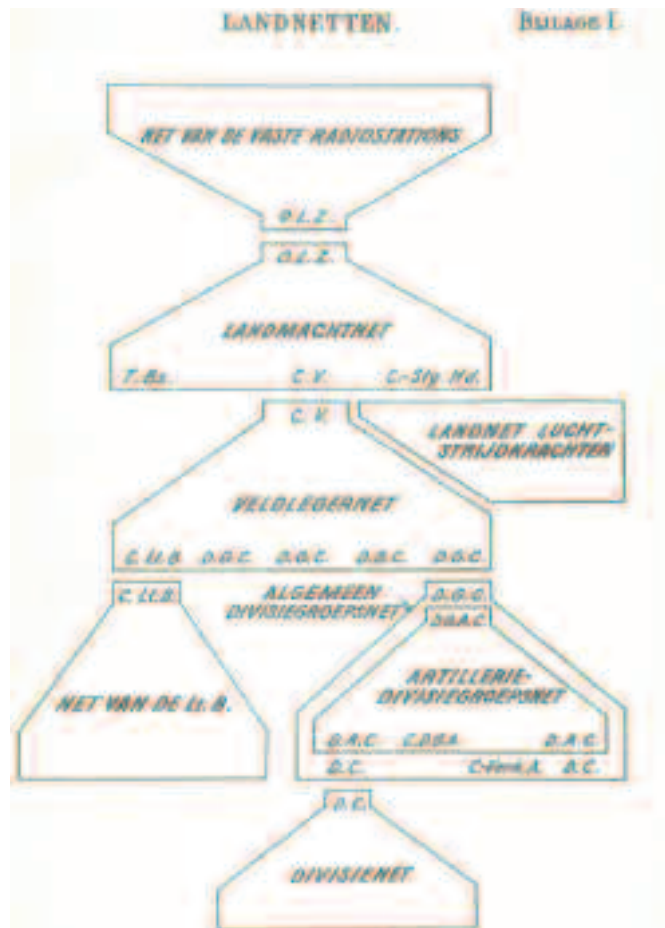 LANDNETTEN. BIJLAGE I.
NET VAN DE VASTE RADIOSTATIONS
O.L.Z.
O.L.Z.
LANDMACHTNET
T.Bs. C.V. C.-Stg. Nd.
C.V.
LANDNET LUCHT-
STRIJDKRACHTEN
VELDLEGERNET
C. Lt. B. D.G.C. D.G.C. D.G.C. D.G.C.
C. Lt. B.
ALGEMEEN
DIVISIEGROEPSNET
D.G.C.
D.G.A.C.
ARTILLERIE-
DIVISIEGROEPSNET
NET VAN DE Lt. B.
D.A.C. D.A.C.
D.C. D.C.
D.C.
DIVISIENET